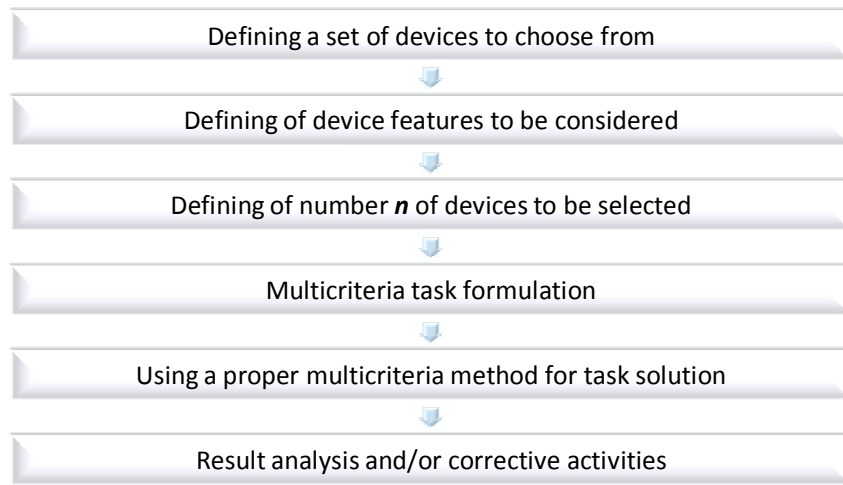 Defining a set of devices to choose from
Defining of device features to be considered
Defining of number n of devices to be selected
Multicriteria task formulation
Using a proper multicriteria method for task solution
Result analysis and/or corrective activities